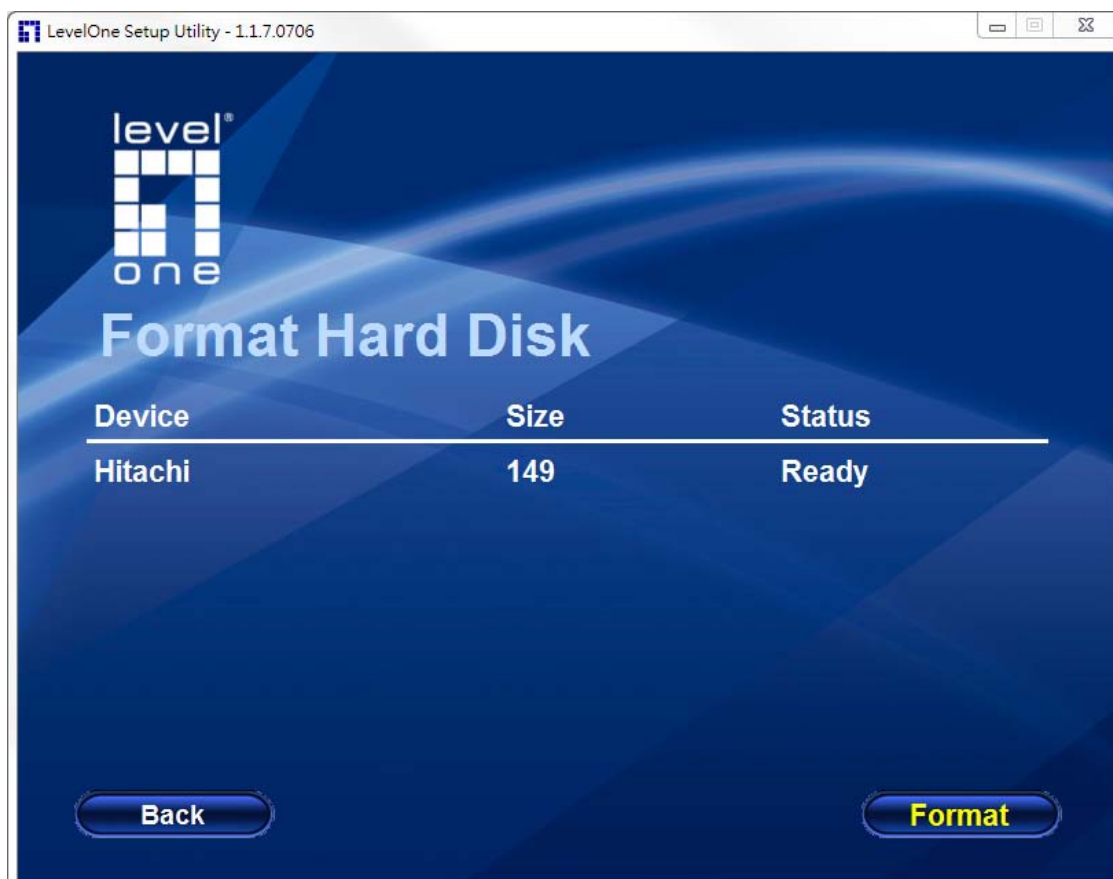 LevelOne Setup Utility - 1.1.7.0706
level®
one
Format Hard Disk
Device Size Status
Hitachi 149 Ready
Back Format